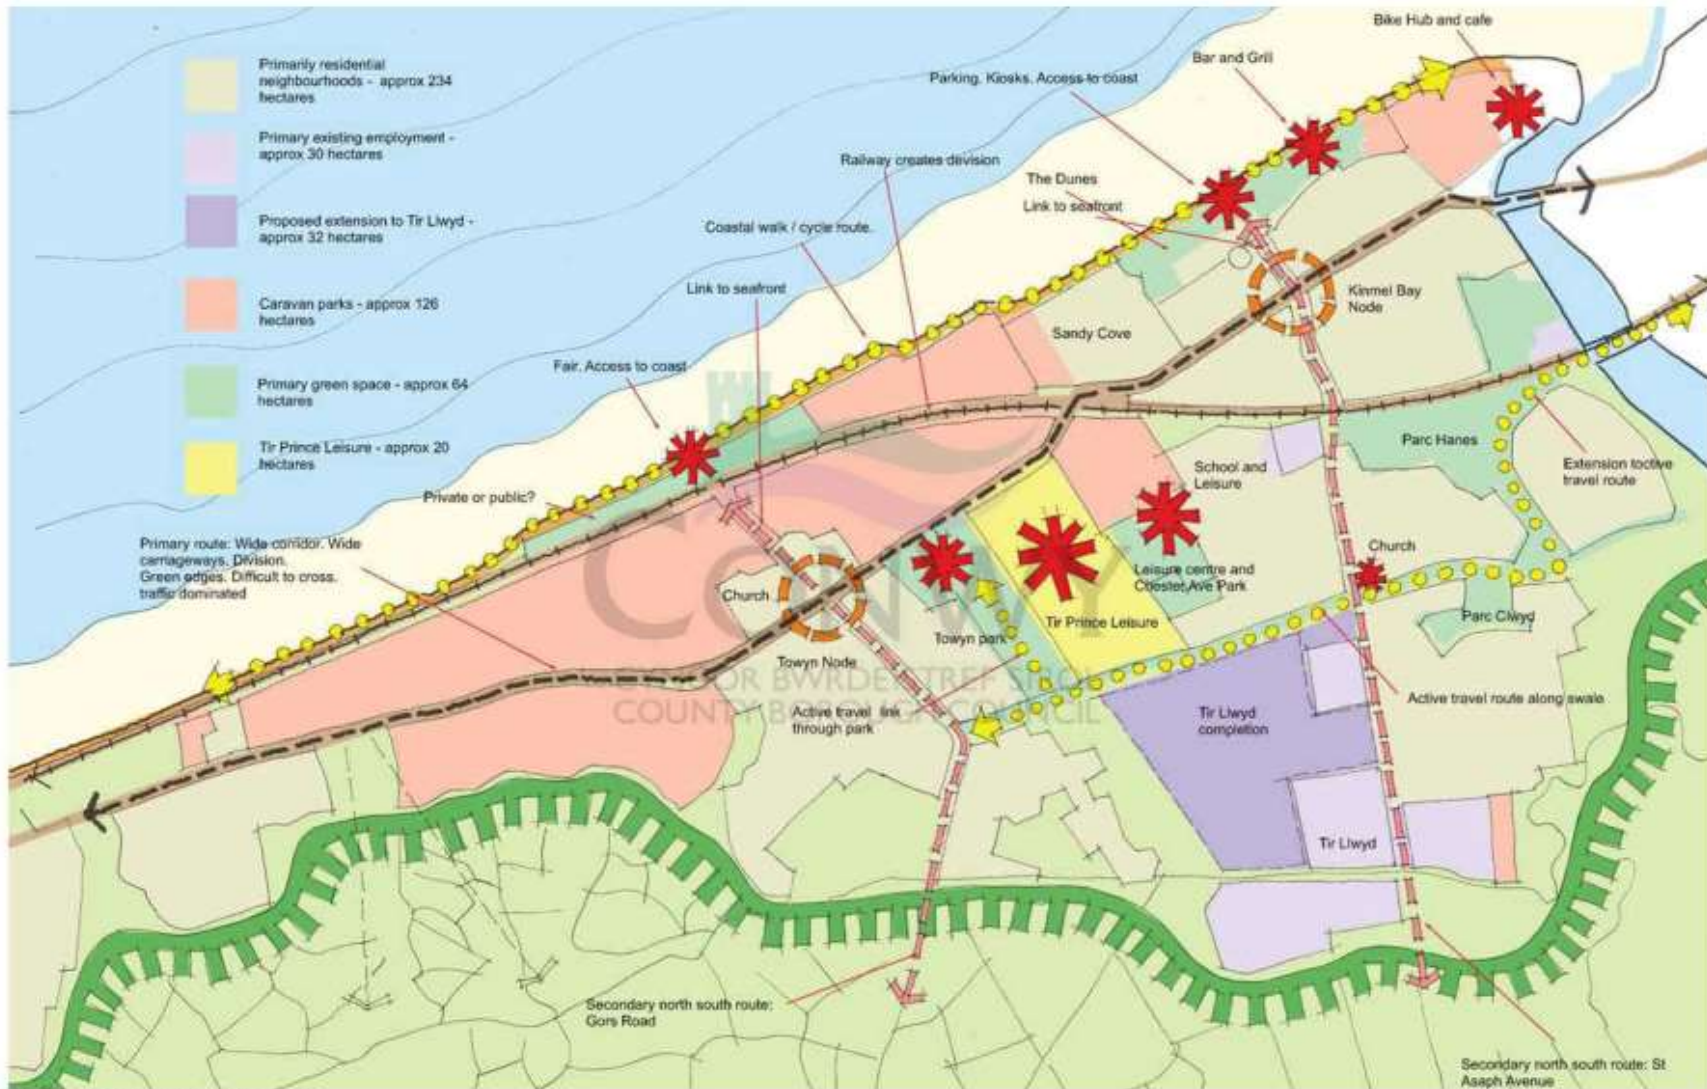 Primarily residential
neighbourhoods - approx 234
hectares
Primary existing employment -
approx 30 hectares
Proposed extension to Tir Llwyd -
approx 32 hectares
Caravan parks - approx 126
hectares
Primary green space - approx 64
hectares
Tir Prince Leisure - approx 20
hectares
Bike Hub and cafe
Bar and Grill
Parking. Kiosks. Access to coast
Railway creates division
The Dunes
Link to seafront
Coastal walk / cycle route.
Link to seafront
Kinmel Bay
Node
Sandy Cove
Fair. Access to coast
Private or public?
Primary route: Wide corridor. Wide
carriageways. Division.
Green edges. Difficult to cross.
traffic dominated
Parc Hanes
School and
Leisure
Extension toctive
travel route
Church
Leisure centre and
Coester Ave Park
Church
Tir Prince Leisure
Towyn park
Parc Clwyd
Towyn Node
Active travel link
through park
Tir Llwyd
completion
Active travel route along swale
Tir Llwyd
Secondary north south route:
Gors Road
Secondary north south route: St
Asaph Avenue
CONWY
BWRDEISTREF
COUNTY BOROUGH COUNCIL